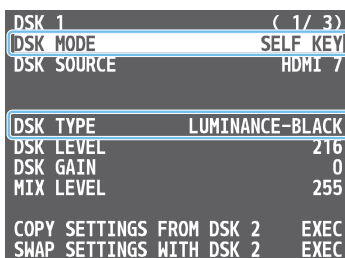 DSK 1 ( 1/ 3)
DSK MODE SELF KEY
DSK SOURCE HDMI 7
DSK TYPE LUMINANCE-BLACK
DSK LEVEL 216
DSK GAIN 0
MIX LEVEL 255
COPY SETTINGS FROM DSK 2 EXEC
SWAP SETTINGS WITH DSK 2 EXEC